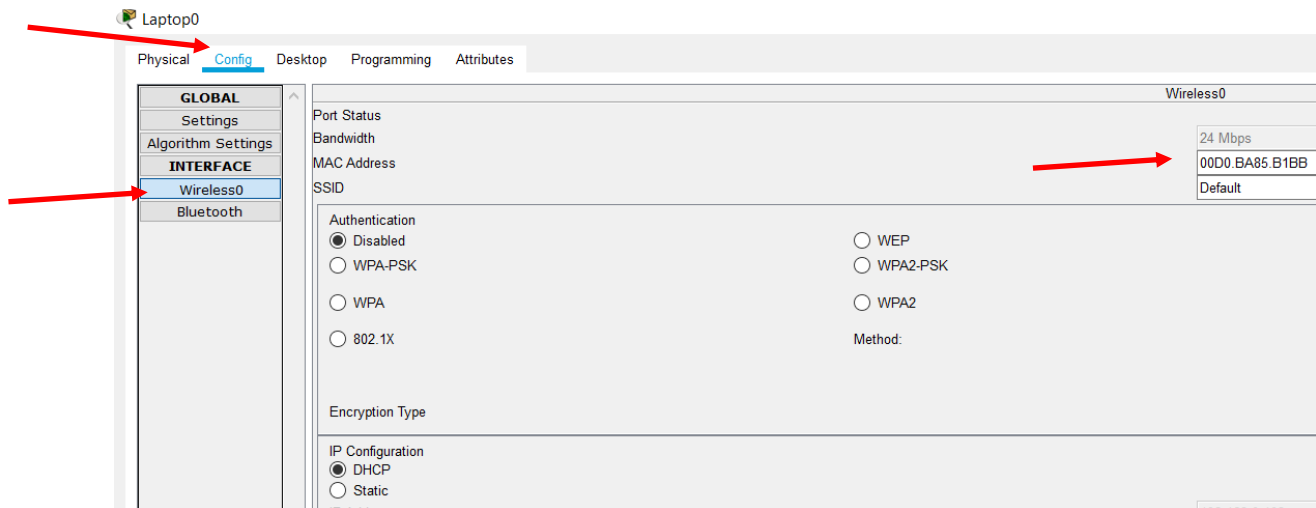 Laptop0
Physical Config Desktop Programming Attributes
GLOBAL
Settings
Algorithm Settings
INTERFACE
Wireless0
Bluetooth
Wireless0
Port Status
Bandwidth 24 Mbps
MAC Address 00D0.BA85.B1BB
SSID Default
Authentication
Disabled WEP
WPA-PSK WPA2-PSK
WPA WPA2
802.1X Method:
Encryption Type
IP Configuration
DHCP
Static